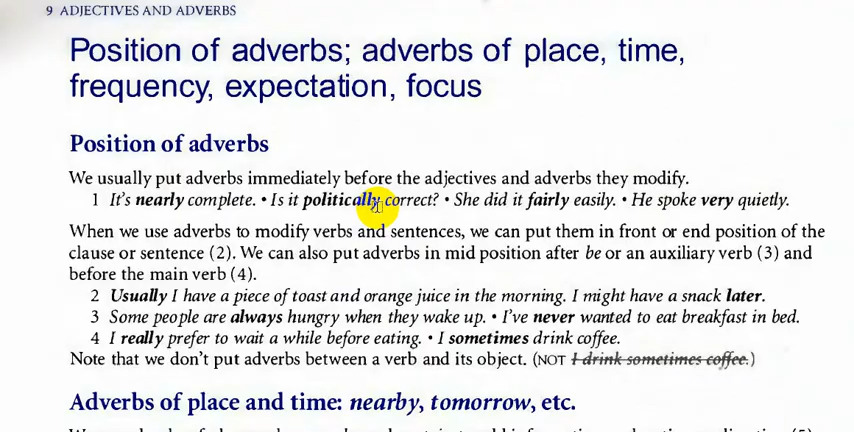 9 ADJECTIVES AND ADVERBS
Position of adverbs; adverbs of place, time,
frequency, expectation, focus
Position of adverbs
We usually put adverbs immediately before the adjectives and adverbs they modify.
1 It's nearly complete. • Is it politically correct? • She did it fairly easily. • He spoke very quietly.
When we use adverbs to modify verbs and sentences, we can put them in front or end position of the
clause or sentence (2). We can also put adverbs in mid position after be or an auxiliary verb (3) and
before the main verb (4).
2 Usually I have a piece of toast and orange juice in the morning. I might have a snack later.
3 Some people are always hungry when they wake up. • I've never wanted to eat breakfast in bed.
4 I really prefer to wait a while before eating. • I sometimes drink coffee.
Note that we don't put adverbs between a verb and its object. (NOT I drink sometimes coffee.)
Adverbs of place and time: nearby, tomorrow, etc.